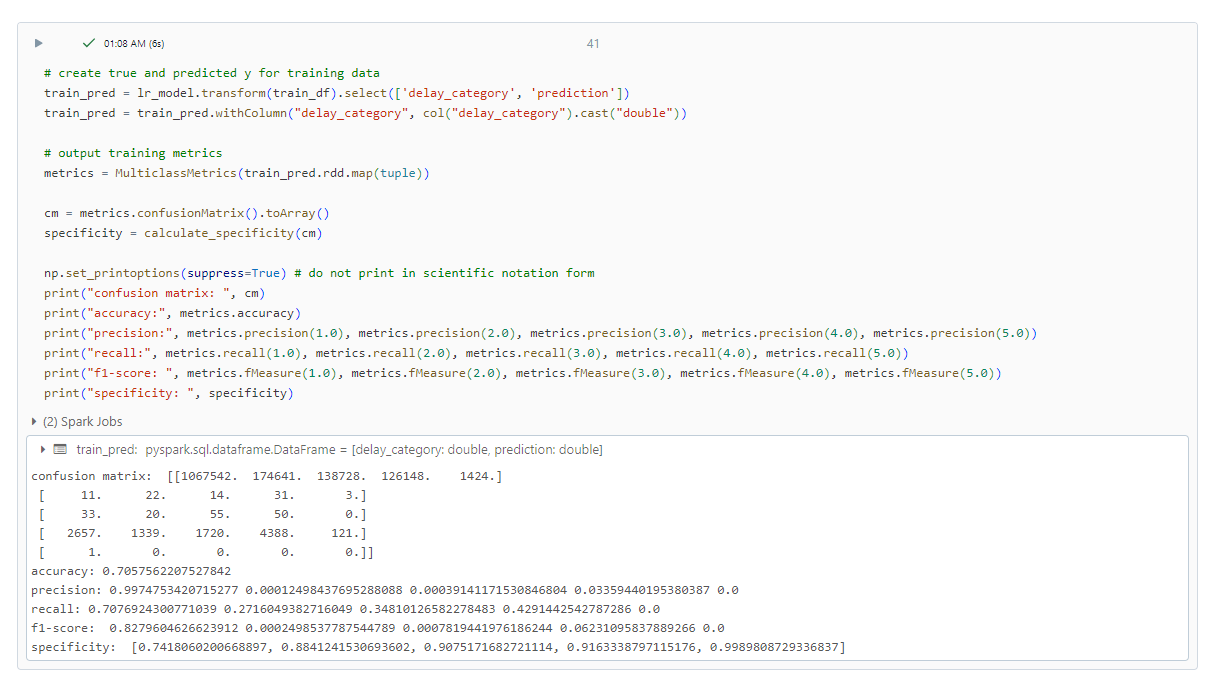 01:08 AM (6s)
41
# create true and predicted y for training data
train_pred = lr_model.transform(train_df).select(['delay_category', 'prediction'])
train_pred = train_pred.withColumn("delay_category", col("delay_category").cast("double"))
# output training metrics
metrics = MulticlassMetrics(train_pred.rdd.map(tuple))
cm = metrics.confusionMatrix().toArray()
specificity = calculate_specificity(cm)
np.set_printoptions(suppress=True) # do not print in scientific notation form
print("confusion matrix: ", cm)
print("accuracy:", metrics.accuracy)
print("precision:", metrics.precision(1.0), metrics.precision(2.0), metrics.precision(3.0), metrics.precision(4.0), metrics.precision(5.0))
print("recall:", metrics.recall(1.0), metrics.recall(2.0), metrics.recall(3.0), metrics.recall(4.0), metrics.recall(5.0))
print("f1-score: ", metrics.fMeasure(1.0), metrics.fMeasure(2.0), metrics.fMeasure(3.0), metrics.fMeasure(4.0), metrics.fMeasure(5.0))
print("specificity: ", specificity)
(2) Spark Jobs
train_pred: pyspark.sql.dataframe.DataFrame = [delay_category: double, prediction: double]
confusion matrix:  [[1067542.  174641.  138728.  126148.    1424.]
[     11.      22.      14.      31.       3.]
[     33.      20.      55.      50.       0.]
[   2657.    1339.    1720.    4388.     121.]
[      1.       0.       0.       0.       0.]]
accuracy: 0.7057562207527842
precision: 0.9974753420715277 0.00012498437695288088 0.00039141171530846804 0.03359440195380387 0.0
recall: 0.7076924300771039 0.2716049382716049 0.34810126582278483 0.4291442542787286 0.0
f1-score:  0.8279604626623912 0.0002498537787544789 0.0007819441976186244 0.06231095837889266 0.0
specificity:  [0.7418060200668897, 0.8841241530693602, 0.9075171682721114, 0.9163338797115176, 0.9989808729336837]